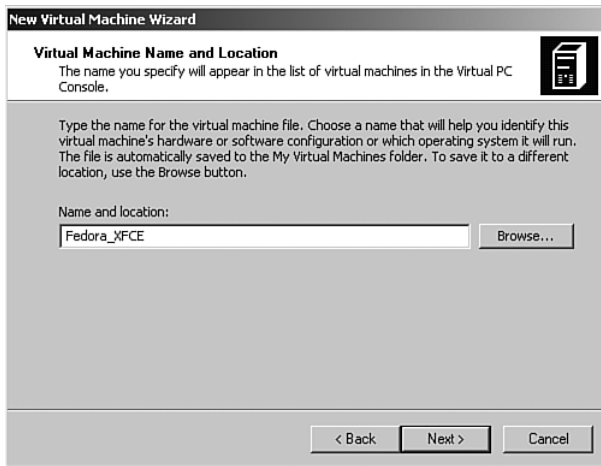 New Virtual Machine Wizard
Virtual Machine Name and Location
The name you specify will appear in the list of virtual machines in the Virtual PC
Console.
Type the name for the virtual machine file. Choose a name that will help you identify this
virtual machine's hardware or software configuration or which operating system it will run.
The file is automatically saved to the My Virtual Machines folder. To save it to a different
location, use the Browse button.
Name and location:
Fedora_XFCE
Browse...
< Back
Next >
Cancel